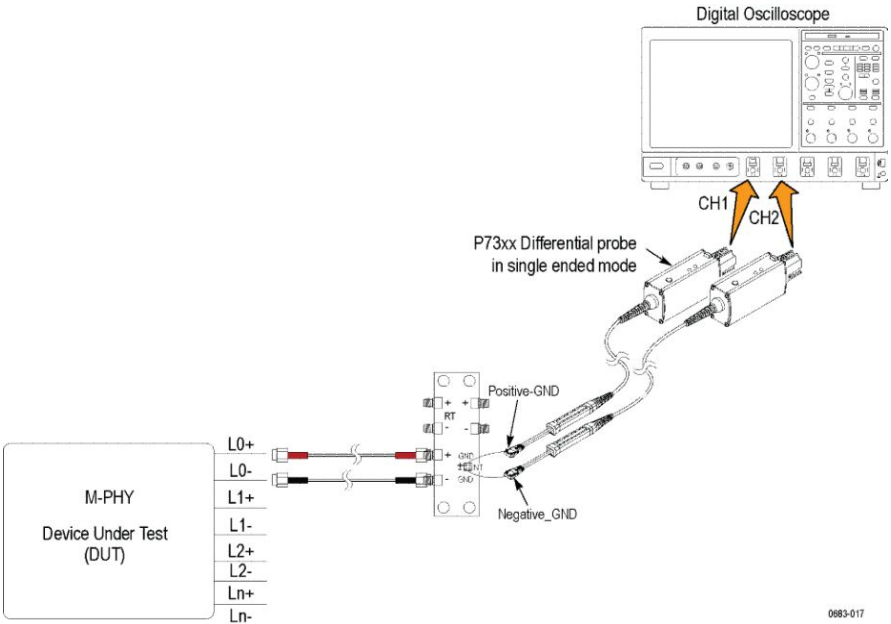 Digital Oscilloscope
CH1
CH2
P73xx Differential probe
in single ended mode
Positive-GND
+ +
RT
- -
+ GND
NT
- GND
Negative_GND
M-PHY
Device Under Test
(DUT)
L0+
L0-
L1+
L1-
L2+
L2-
Ln+
Ln-
0683-017